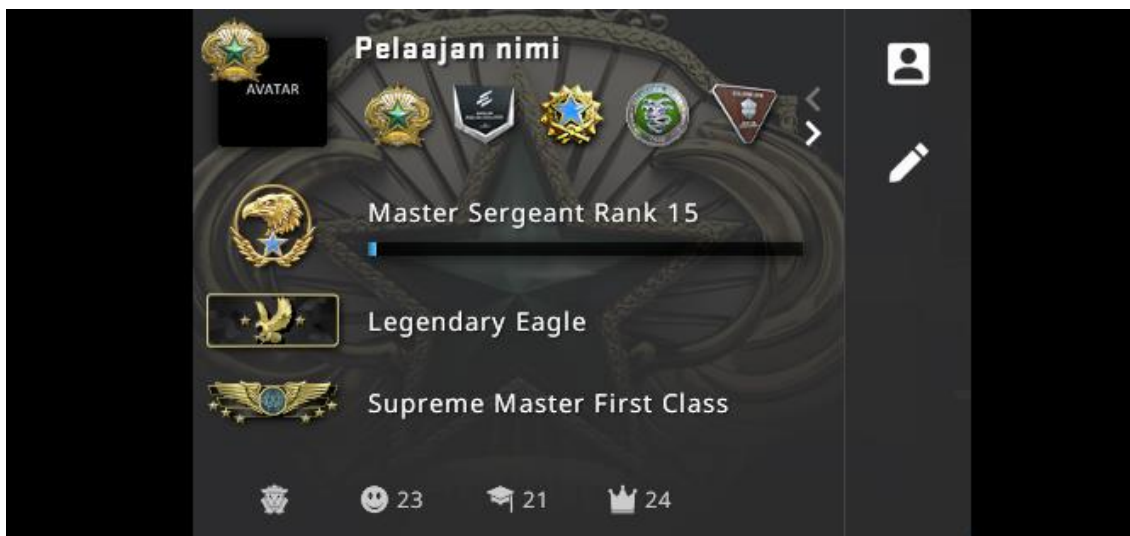 Pelaajan nimi
AVATAR
Master Sergeant Rank 15
Legendary Eagle
Supreme Master First Class
23
21
24